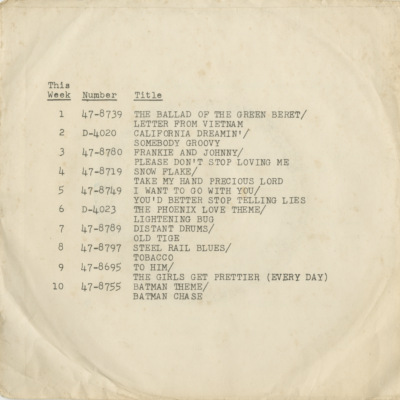 This
Week Number Title
1 47-8739 THE BALLAD OF THE GREEN BERET/
LETTER FROM VIETNAM
2 D-4020 CALIFORNIA DREAMIN'/
SOMEBODY GROOVY
3 47-8780 FRANKIE AND JOHNNY/
PLEASE DON'T STOP LOVING ME
4 47-8719 SNOW FLAKE/
TAKE MY HAND PRECIOUS LORD
5 47-8749 I WANT TO GO WITH YOU/
YOU'D BETTER STOP TELLING LIES
6 D-4023 THE PHOENIX LOVE THEME/
LIGHTENING BUG
7 47-8789 DISTANT DRUMS/
OLD TIGE
8 47-8797 STEEL RAIL BLUES/
TOBACCO
9 47-8695 TO HIM/
THE GIRLS GET PRETTIER (EVERY DAY)
10 47-8755 BATMAN THEME/
BATMAN CHASE